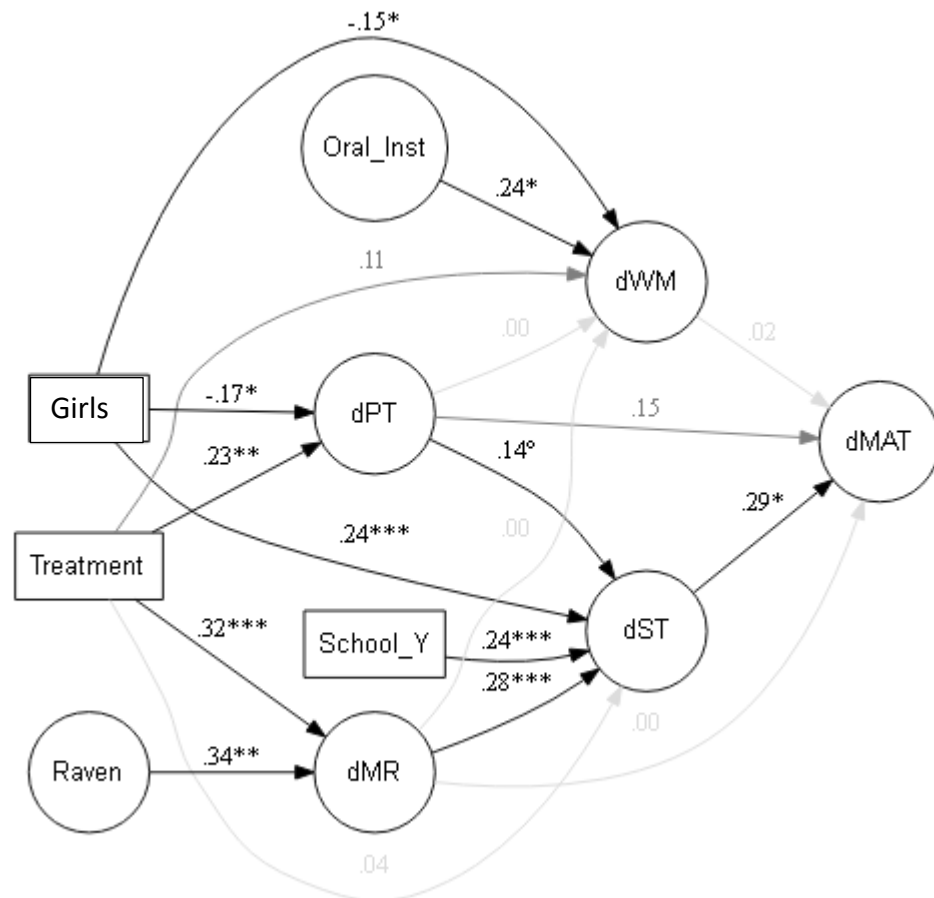 -.15*
Oral_Inst
.24*
.11
dWM
.00
.02
Girls
-.17*
dPT
.15
dMAT
.23**
.14°
.29*
.24***
.00
Treatment
.32***
School_Y
.24***
dST
.28***
.00
Raven
.34**
dMR
.04